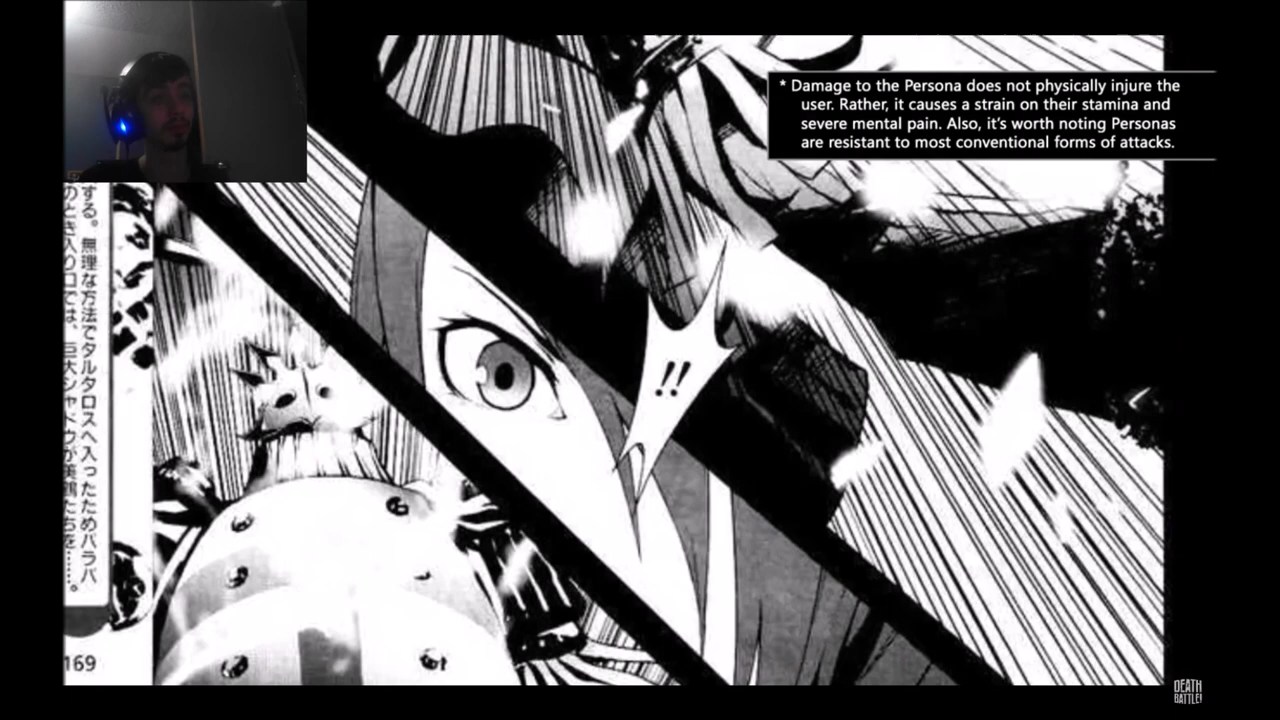 * Damage to the Persona does not physically injure the
user. Rather, it causes a strain on their stamina and
severe mental pain. Also, it's worth noting Personas
are resistant to most conventional forms of attacks.
!!
する。無理な方法でタルタロスへ入ったためバラバ
のとき入り口では、巨大シャドウが美鶴たちを……。
169
DEATH
BATTLE!